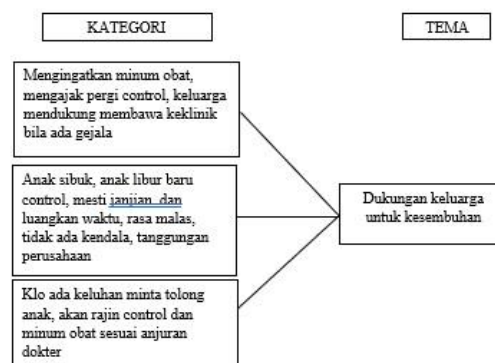 KATEGORI
TEMA
Mengingatkan minum obat,
mengajak pergi control, keluarga
mendukung membawa keklinik
bila ada gejala
Anak sibuk, anak libur baru
control, mesti janjian dan
luangkan waktu, rasa malas,
tidak ada kendala, tanggungan
perusahaan
Dukungan keluarga
untuk kesembuhan
Klo ada keluhan minta tolong
anak, akan rajin control dan
minum obat sesuai anjuran
dokter